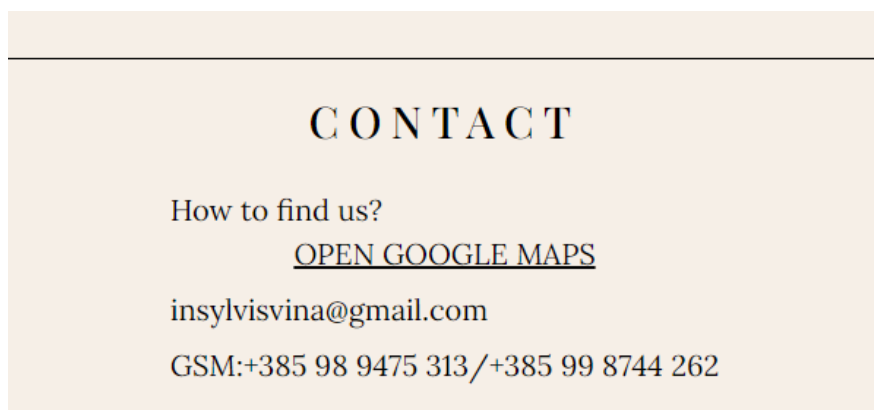 CONTACT
How to find us?
OPEN GOOGLE MAPS
insylvisvina@gmail.com
GSM:+385 98 9475 313/+385 99 8744 262